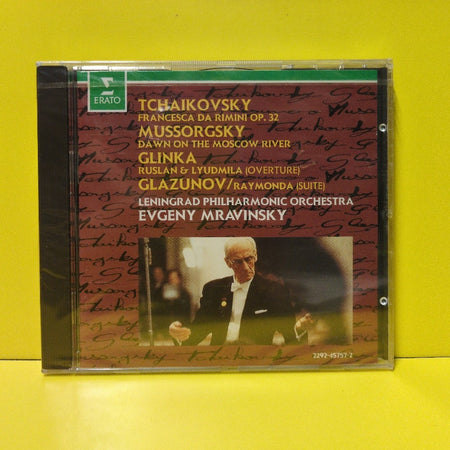 ERATO
TCHAIKOVSKY
FRANCESCA DA RIMINI OP. 32
MUSSORGSKY
DAWN ON THE MOSCOW RIVER
GLINKA
RUSLAN & LYUDMILA (OVERTURE)
GLAZUNOV/RAYMONDA (SUITE)
LENINGRAD PHILHARMONIC ORCHESTRA
EVGENY MRAVINSKY
2292-45757-2